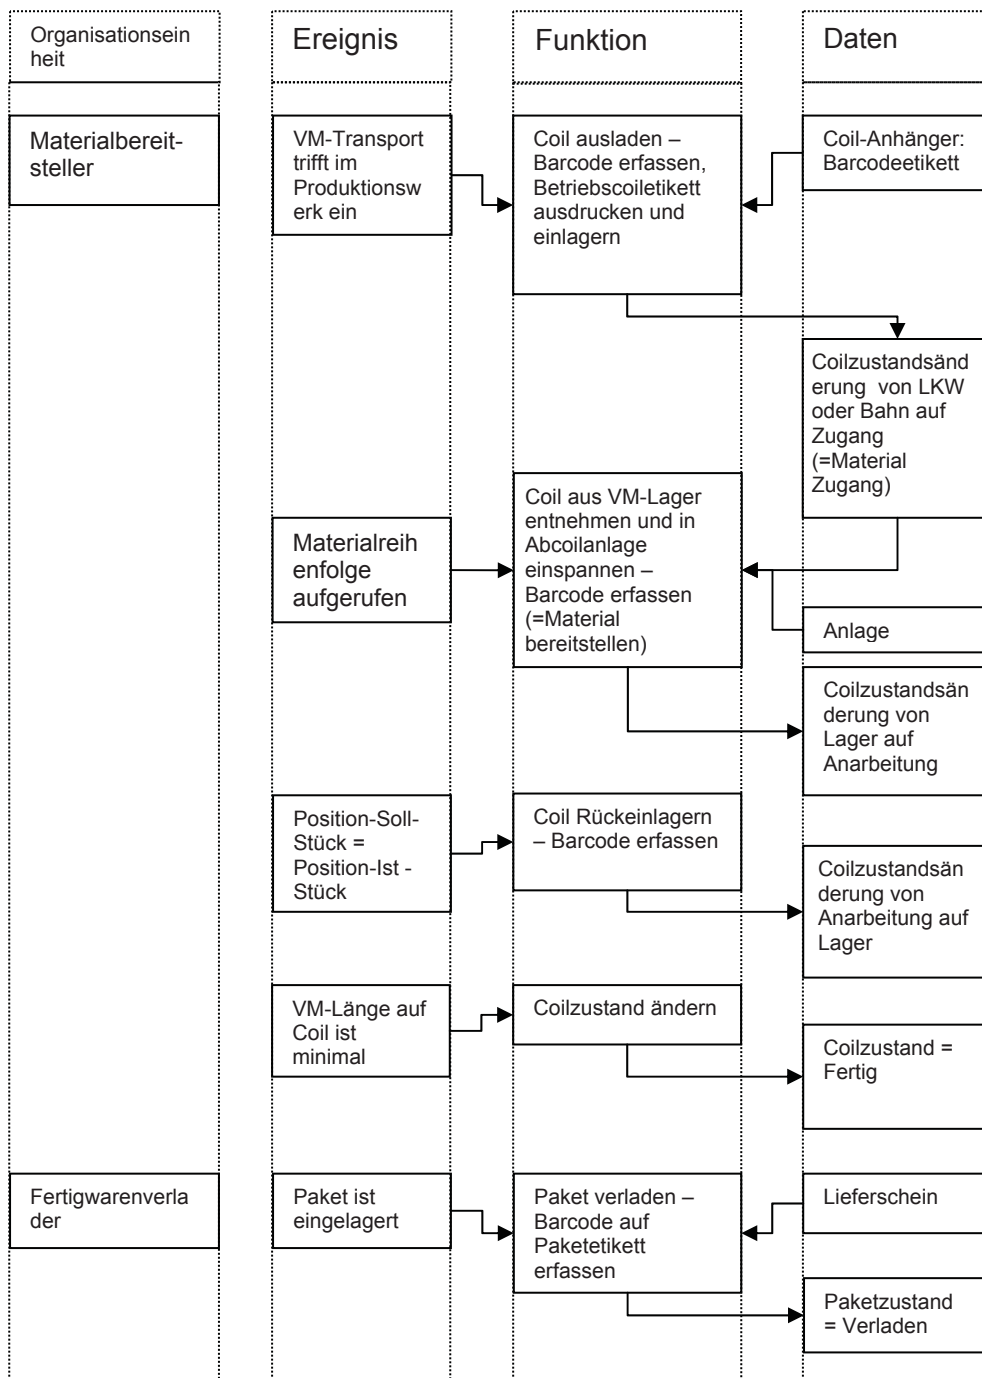 Organisationsein
heit
Ereignis
Funktion
Daten
Materialbereit-
steller
VM-Transport
trifft im
Produktionsw
erk ein
Coil ausladen –
Barcode erfassen,
Betriebscoiletikett
ausdrucken und
einlagern
Coil-Anhänger:
Barcodeetikett
Coilzustandsänd
erung  von LKW
oder Bahn auf
Zugang
(=Material
Zugang)
Materialreih
enfolge
aufgerufen
Coil aus VM-Lager
entnehmen und in
Abcoilanlage
einspannen –
Barcode erfassen
(=Material
bereitstellen)
Anlage
Coilzustandsän
derung von
Lager auf
Anarbeitung
Position-Soll-
Stück =
Position-Ist -
Stück
Coil Rückeinlagern
– Barcode erfassen
Coilzustandsän
derung von
Anarbeitung auf
Lager
VM-Länge auf
Coil ist
minimal
Coilzustand ändern
Coilzustand =
Fertig
Fertigwarenverla
der
Paket ist
eingelagert
Paket verladen –
Barcode auf
Paketetikett
erfassen
Lieferschein
Paketzustand
= Verladen